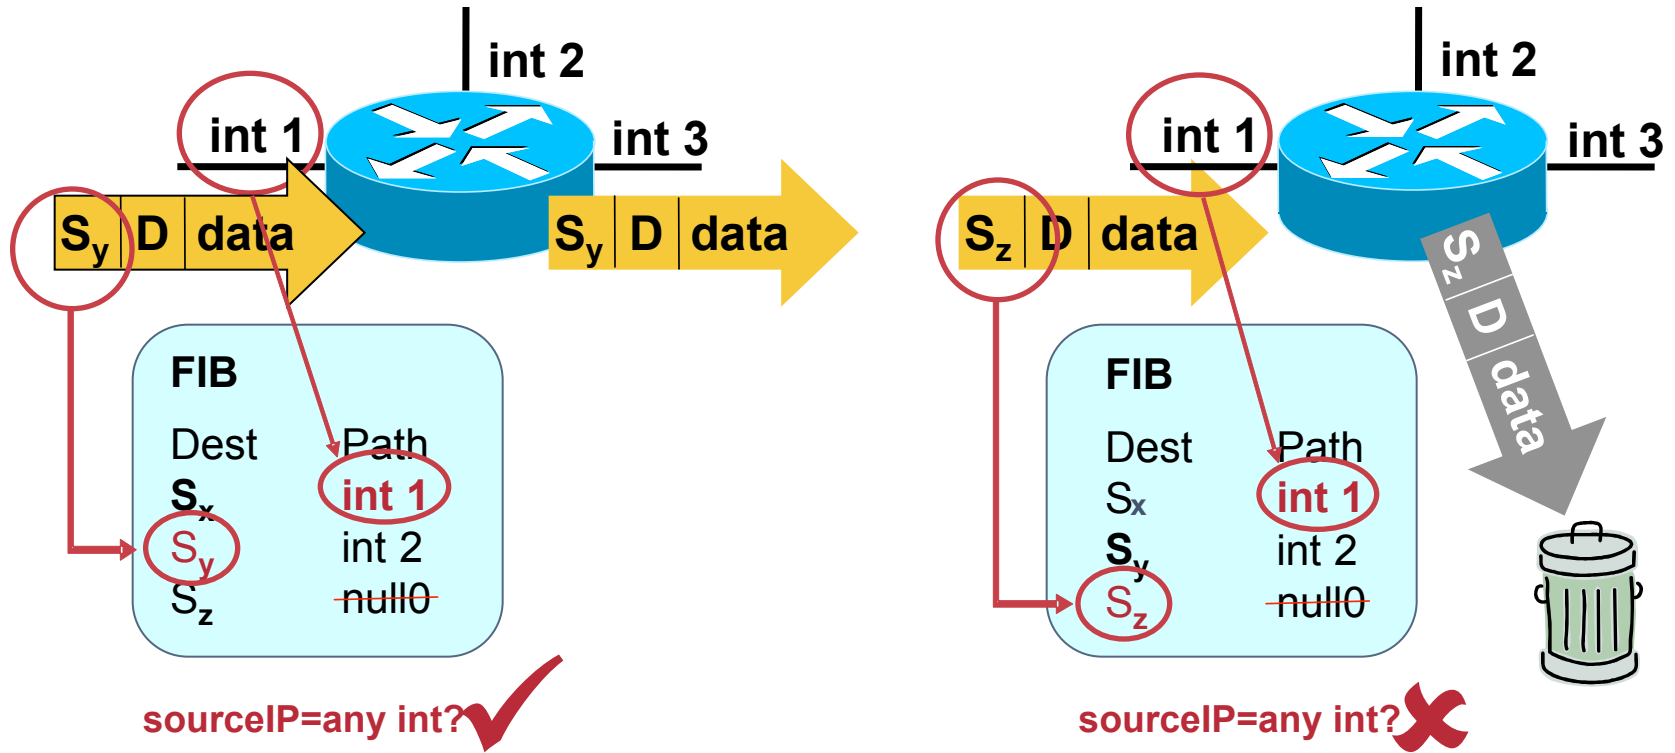 int 2
int 1
int 3
Sy D data
Sy D data
FIB
Dest Path
Sx int 1
Sy int 2
Sz null0
sourceIP=any int?
int 2
int 1
int 3
Sz D data
Sz D data
FIB
Dest Path
Sx int 1
Sy int 2
Sz null0
sourceIP=any int?